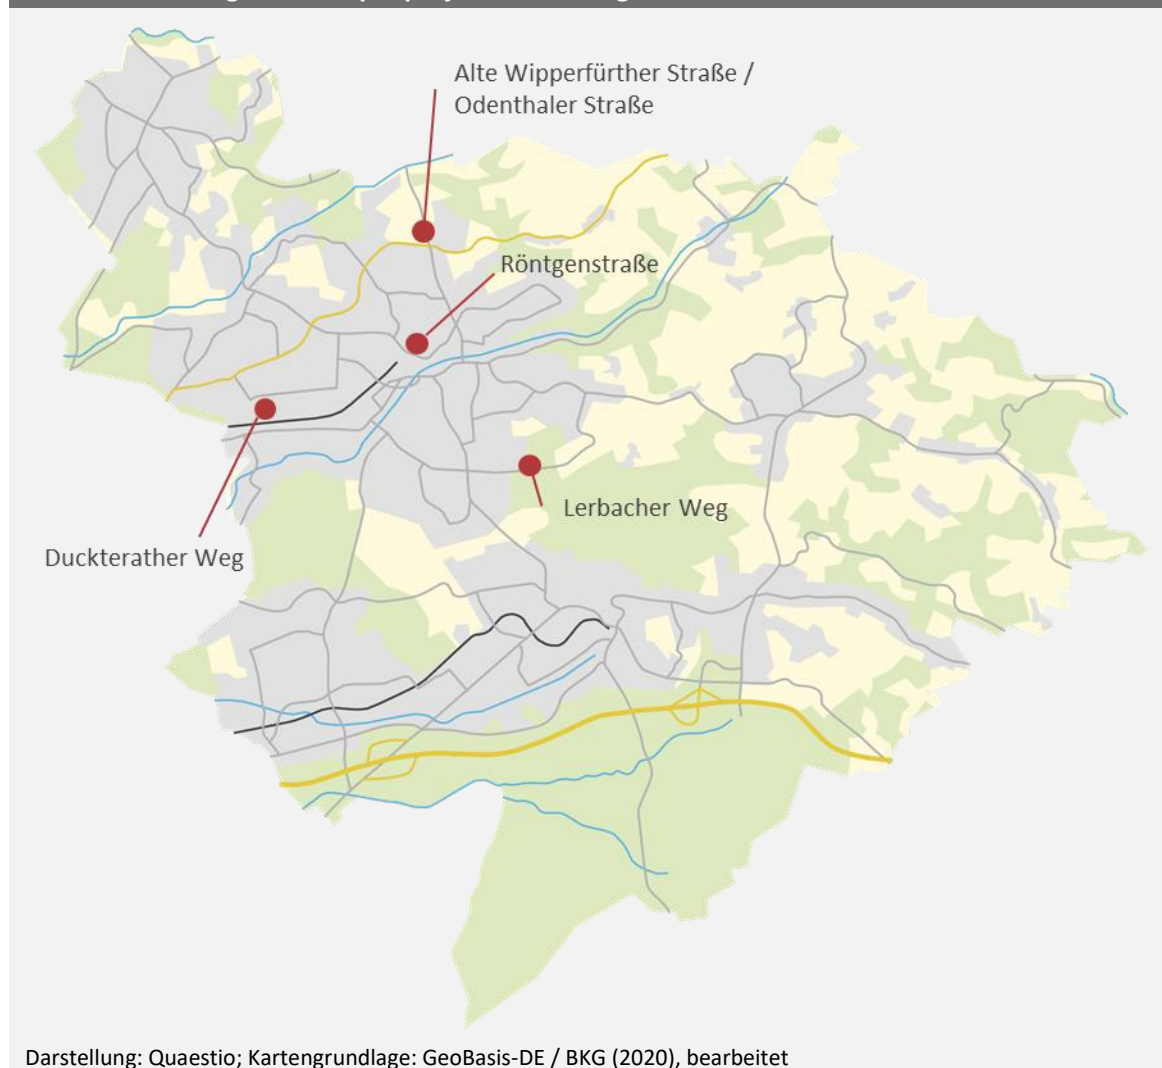 Alte Wipperfürther Straße /
Odenthaler Straße
Röntgenstraße
Lerbacher Weg
Duckterather Weg
Darstellung: Quaestio; Kartengrundlage: GeoBasis-DE / BKG (2020), bearbeitet